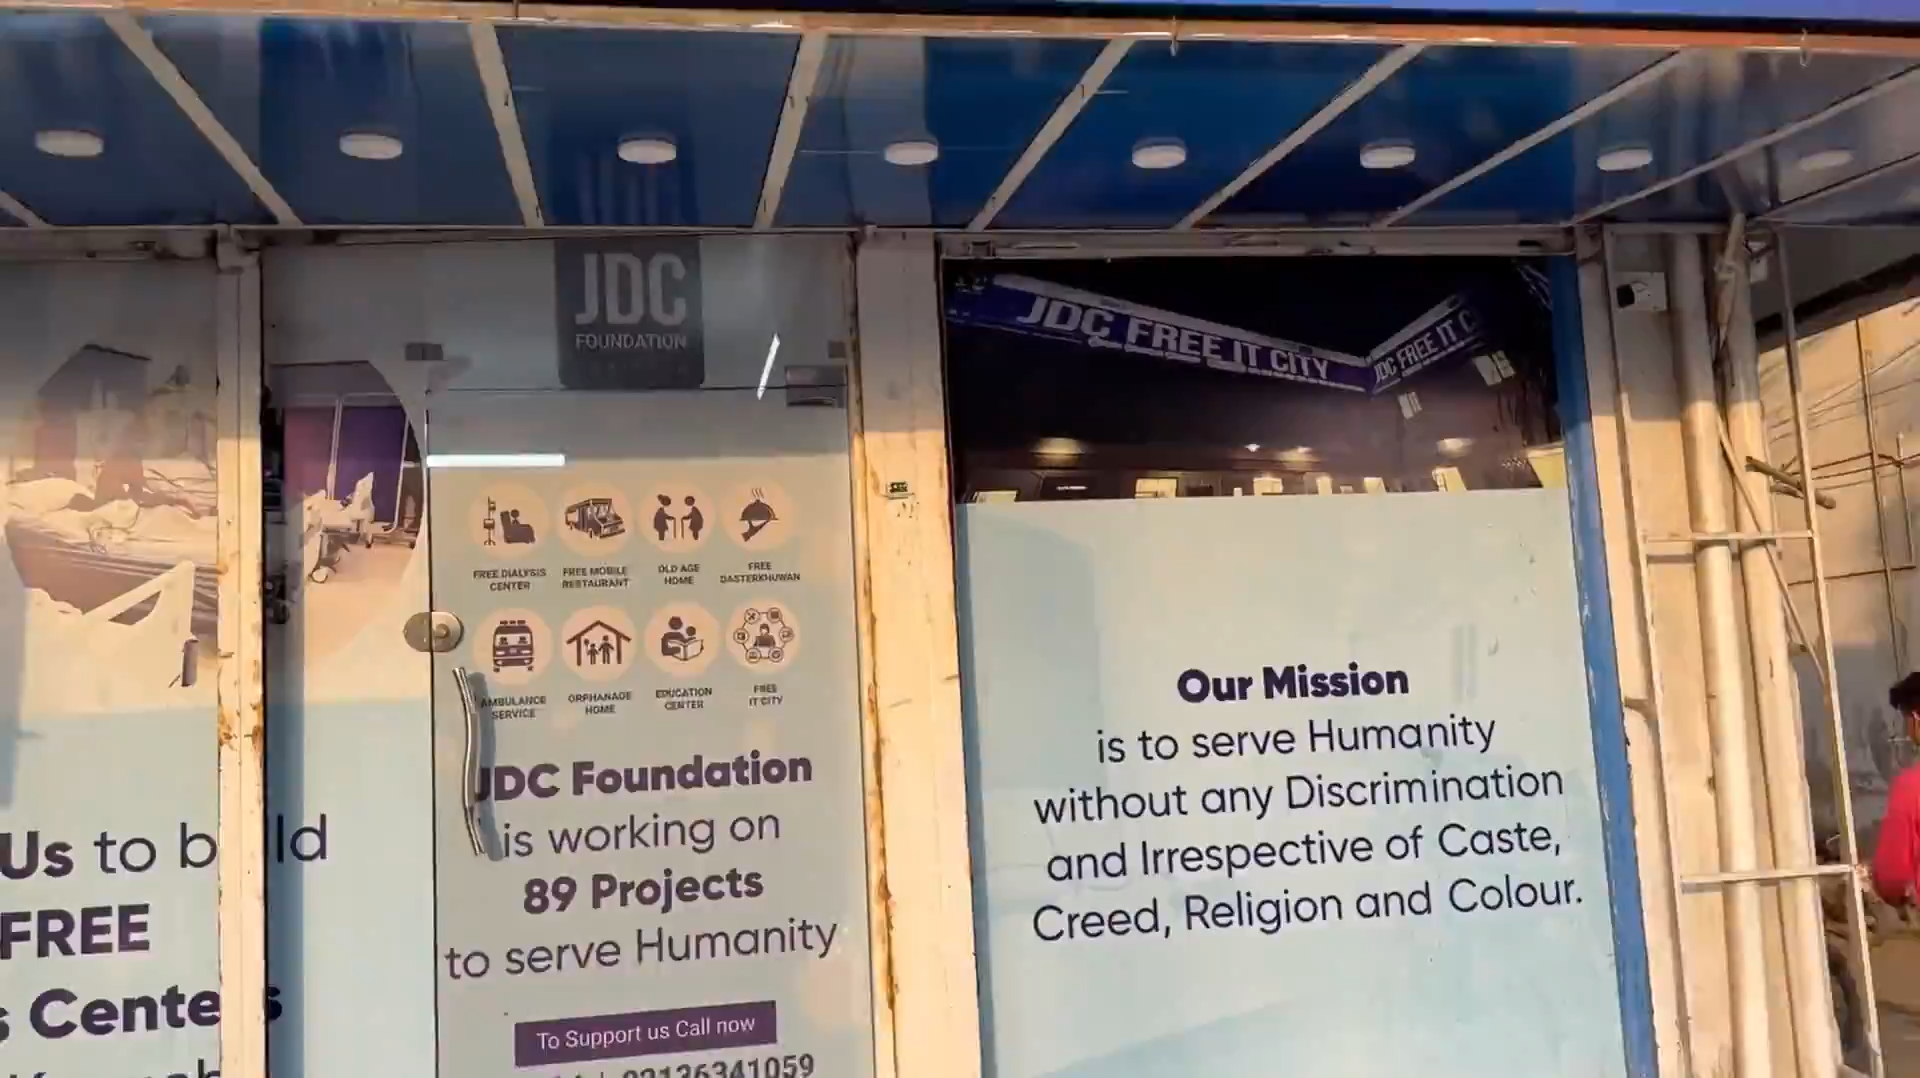 JDC
FOUNDATION
JDC FREE IT CITY
JDC FREE IT C
FREE DIALYSIS
CENTER
FREE MOBILE
RESTAURANT
OLD AGE
HOME
FREE
DASTERKHUWAN
AMBULANCE
SERVICE
ORPHANAGE
HOME
EDUCATION
CENTER
FREE
IT CITY
Us to b ld
FREE
s Cente s
JDC Foundation
is working on
89 Projects
to serve Humanity
To Support us Call now
02136341059
Our Mission
is to serve Humanity
without any Discrimination
and Irrespective of Caste,
Creed, Religion and Colour.